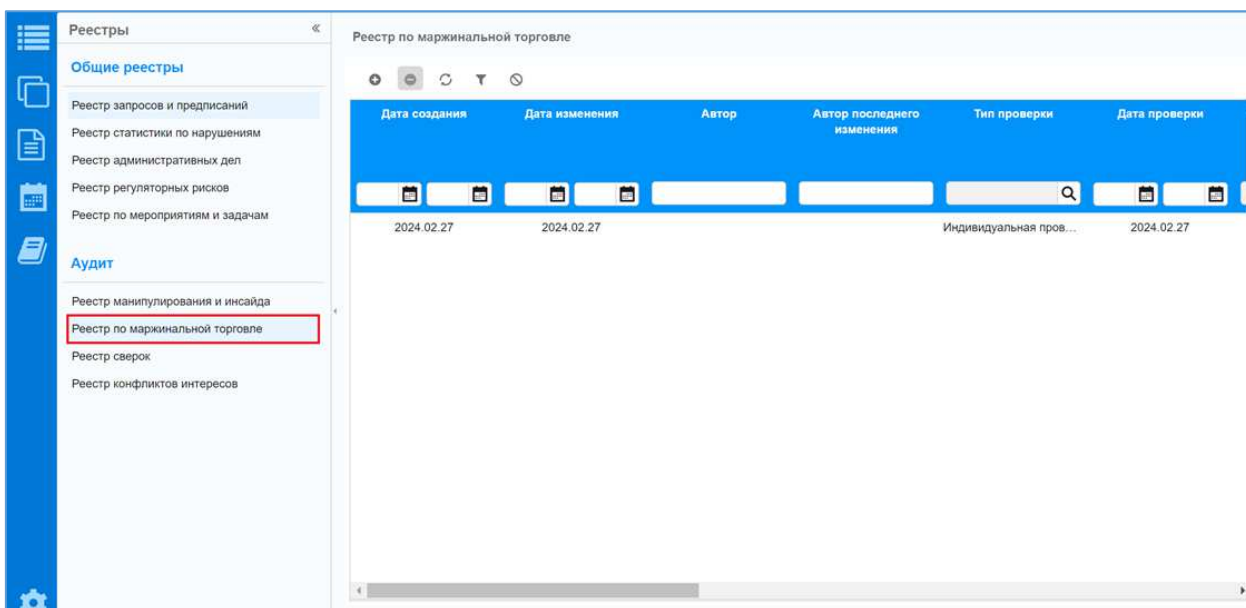 Реестры
Общие реестры
Реестр запросов и предписаний
Реестр статистики по нарушениям
Реестр административных дел
Реестр регуляторных рисков
Реестр по мероприятиям и задачам
Аудит
Реестр манипулирования и инсайда
Реестр по маржинальной торговле
Реестр сверок
Реестр конфликтов интересов
Реестр по маржинальной торговле
Дата создания Дата изменения Автор Автор последнего изменения Тип проверки Дата проверки
2024.02.27 2024.02.27 Индивидуальная пров... 2024.02.27